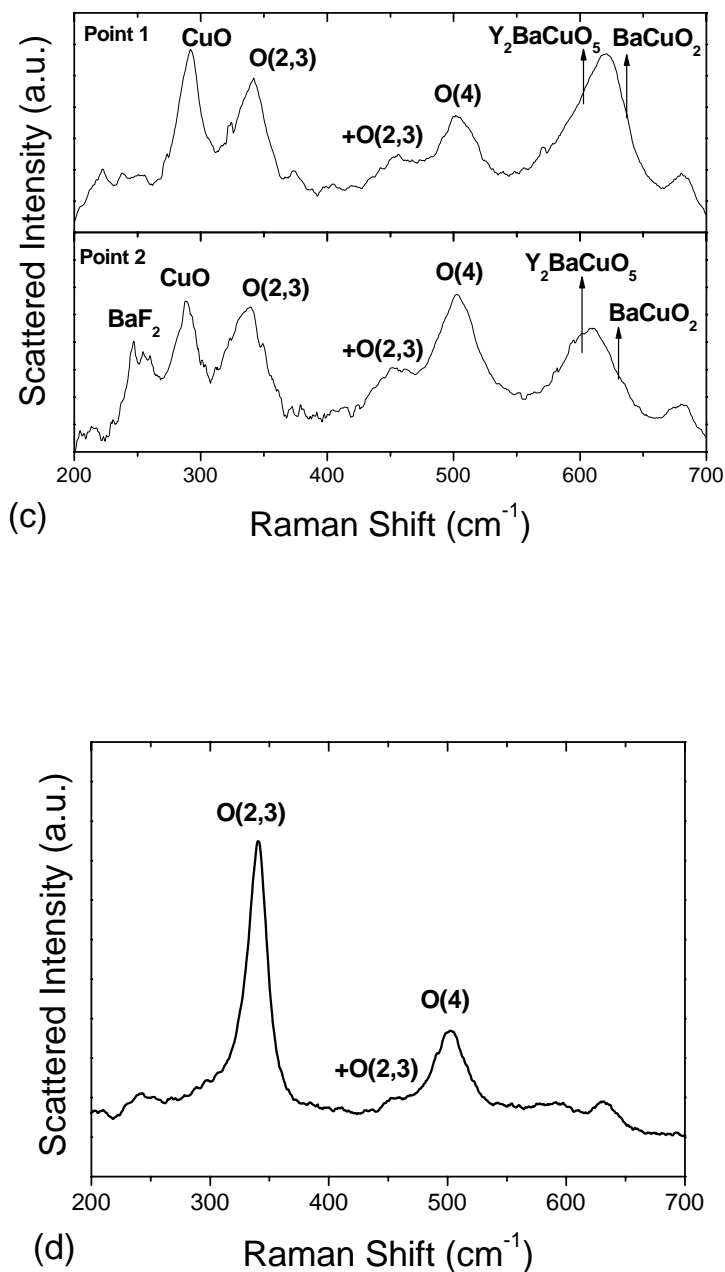 Point 1
CuO
O(2,3)
+O(2,3)
O(4)
Y₂BaCuO₅
BaCuO₂
Point 2
BaF₂
CuO
O(2,3)
+O(2,3)
O(4)
Y₂BaCuO₅
BaCuO₂
Scattered Intensity (a.u.)
200 300 400 500 600 700
Raman Shift (cm⁻¹)
(c)
O(2,3)
+O(2,3)
O(4)
Scattered Intensity (a.u.)
200 300 400 500 600 700
Raman Shift (cm⁻¹)
(d)